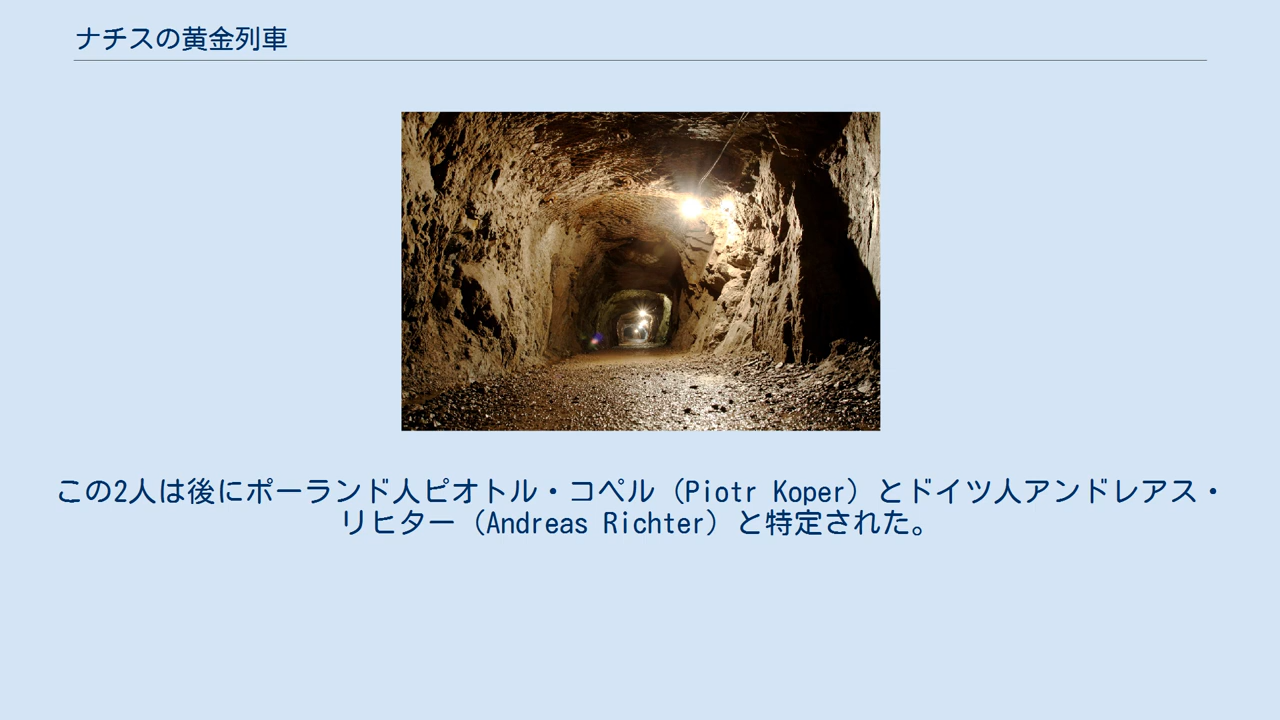 ナチスの黄金列車
この2人は後にポーランド人ピオトル・コペル（Piotr Koper）とドイツ人アンドレアス・
リヒター（Andreas Richter）と特定された。